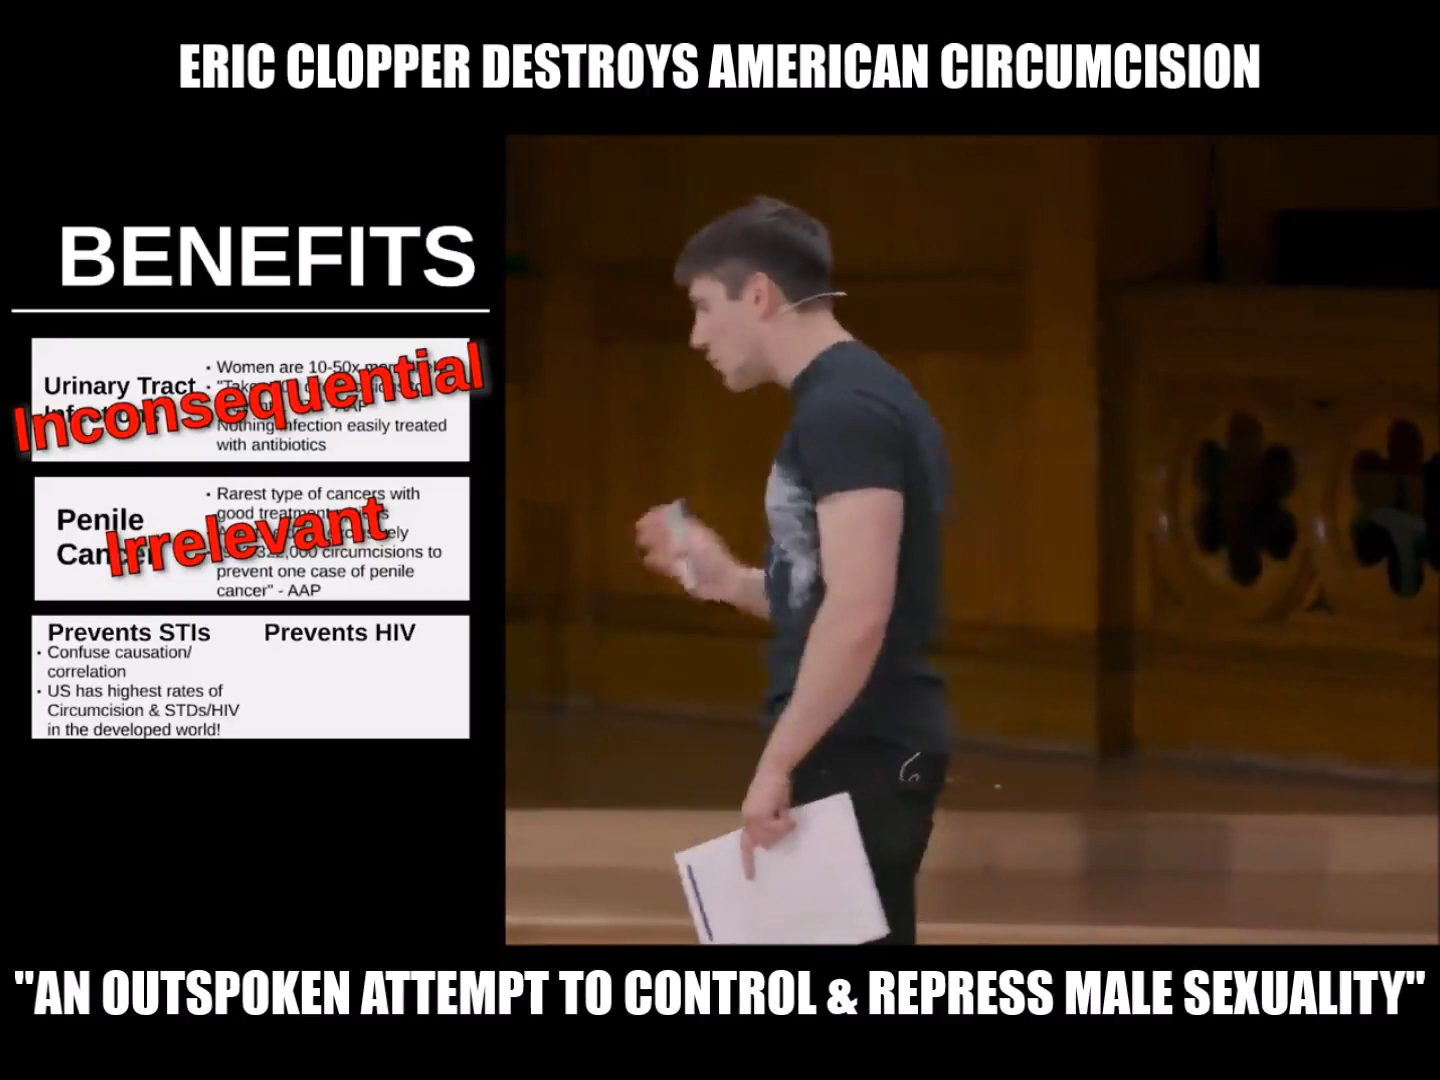 ERIC CLOPPER DESTROYS AMERICAN CIRCUMCISION
BENEFITS
Urinary Tract
• Women are 10-50x
Inconsequential
Nothing infection easily treated
with antibiotics
Penile
• Rarest type of cancers with
good treatment
Irrelevant
circumcisions to
prevent one case of penile
cancer" - AAP
Prevents STIs
• Confuse causation/
correlation
• US has highest rates of
Circumcision & STDs/HIV
in the developed world!
Prevents HIV
"AN OUTSPOKEN ATTEMPT TO CONTROL & REPRESS MALE SEXUALITY"